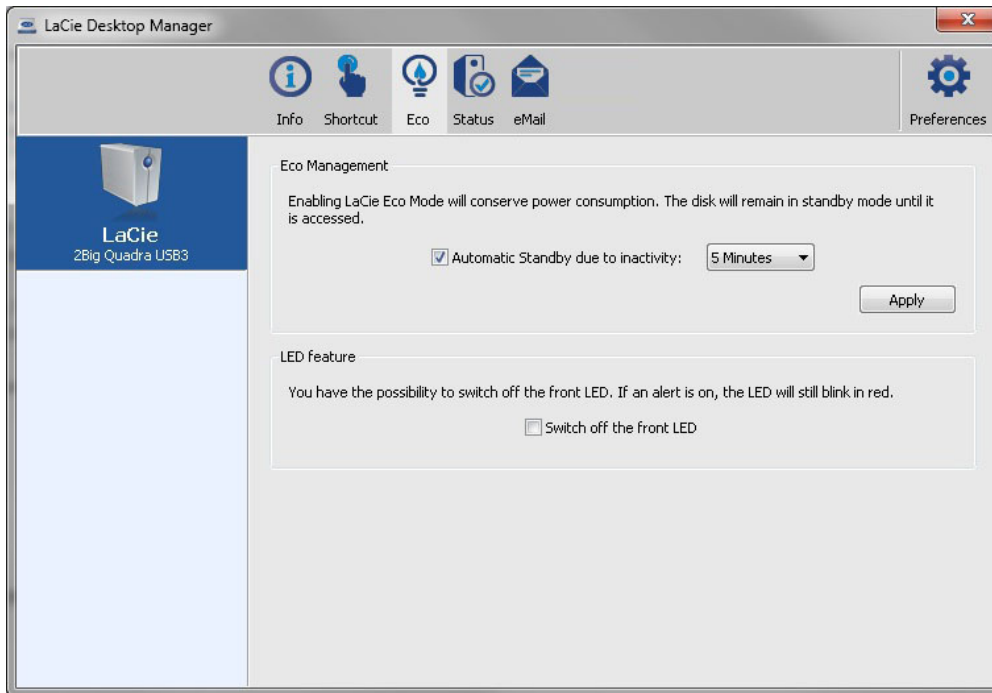 LaCie Desktop Manager
Info Shortcut Eco Status eMail Preferences
LaCie
2Big Quadra USB3
Eco Management
Enabling LaCie Eco Mode will conserve power consumption. The disk will remain in standby mode until it
is accessed.
Automatic Standby due to inactivity: 5 Minutes
Apply
LED feature
You have the possibility to switch off the front LED. If an alert is on, the LED will still blink in red.
Switch off the front LED